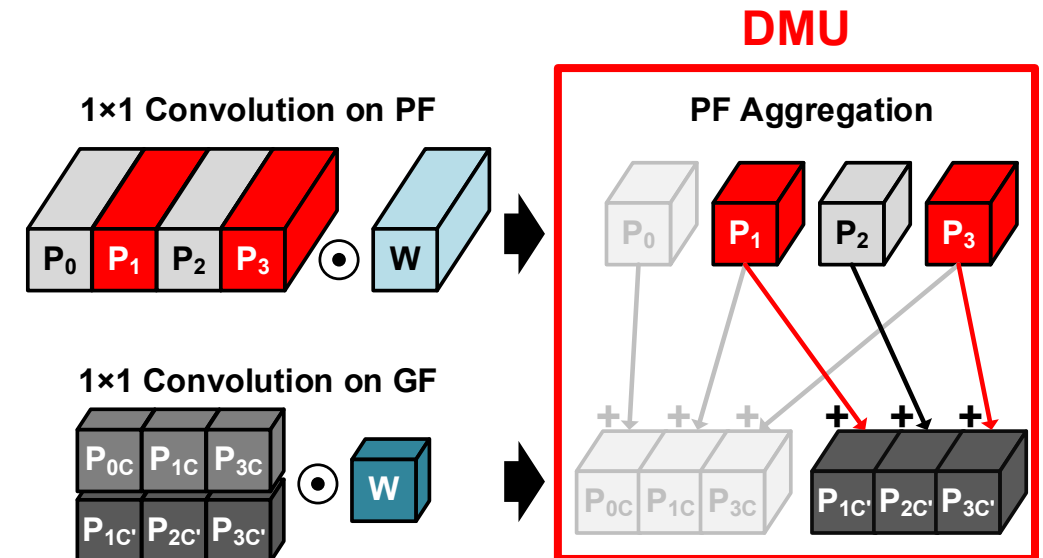 DMU
1×1 Convolution on PF
P₀ P₁ P₂ P₃ W
PF Aggregation
P₀ P₁ P₂ P₃
1×1 Convolution on GF
P₀C P₁C P₃C
P₁C' P₂C' P₃C'
W
+ + + + + +
P₀C P₁C P₃C P₁C' P₂C' P₃C'